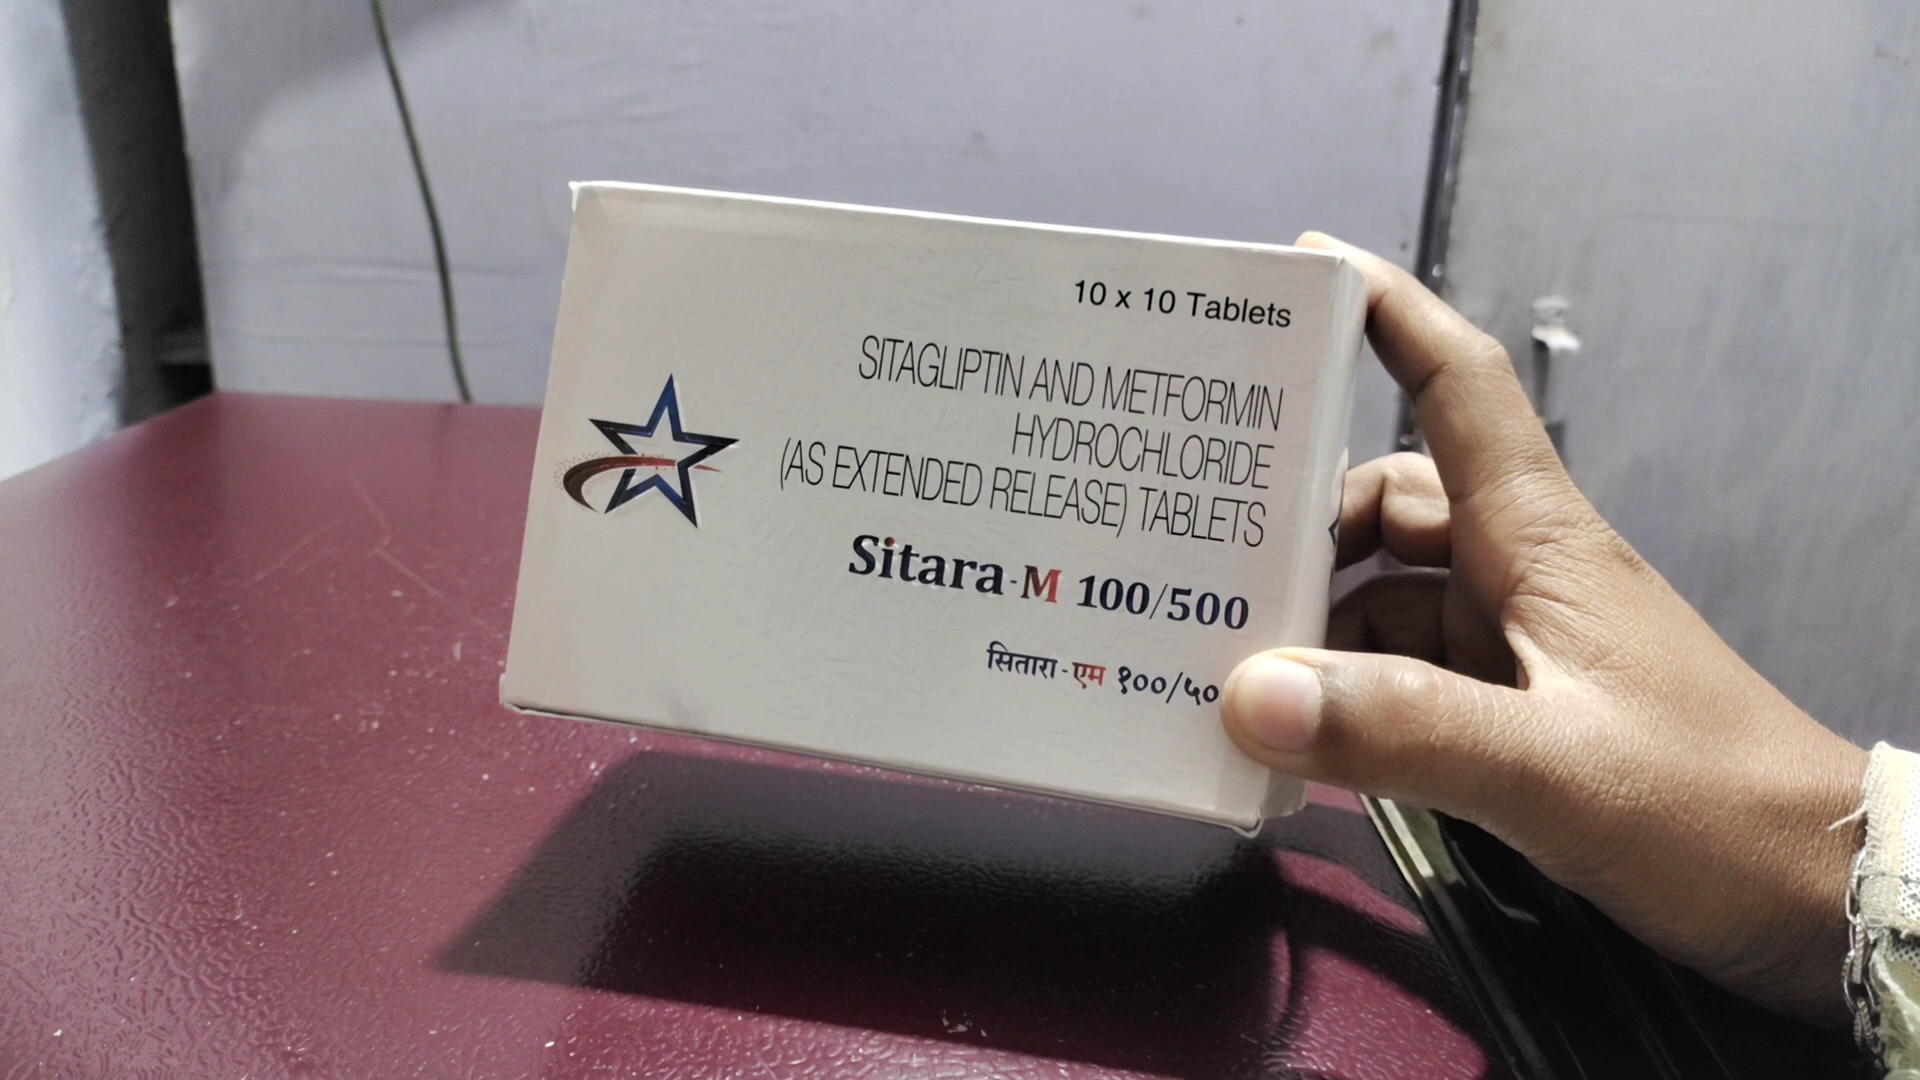 10 x 10 Tablets
SITAGLIPTIN AND METFORMIN
HYDROCHLORIDE
(AS EXTENDED RELEASE) TABLETS
Sitara-M 100/500
सितारा-एम १००/५०